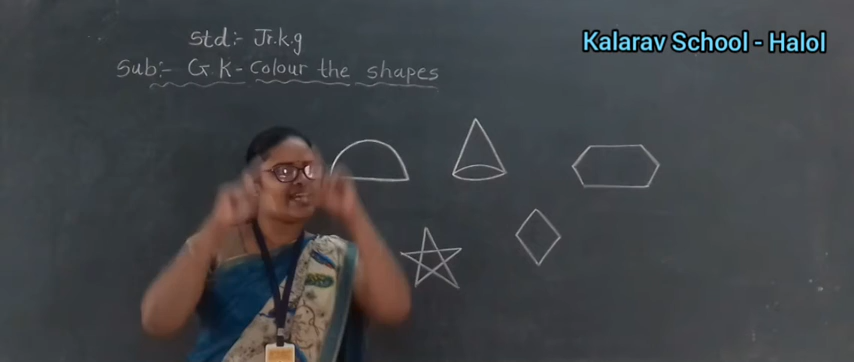 Std:- Jr.k.g
Kalarav School - Halol
Sub:- G.K - Colour the shapes